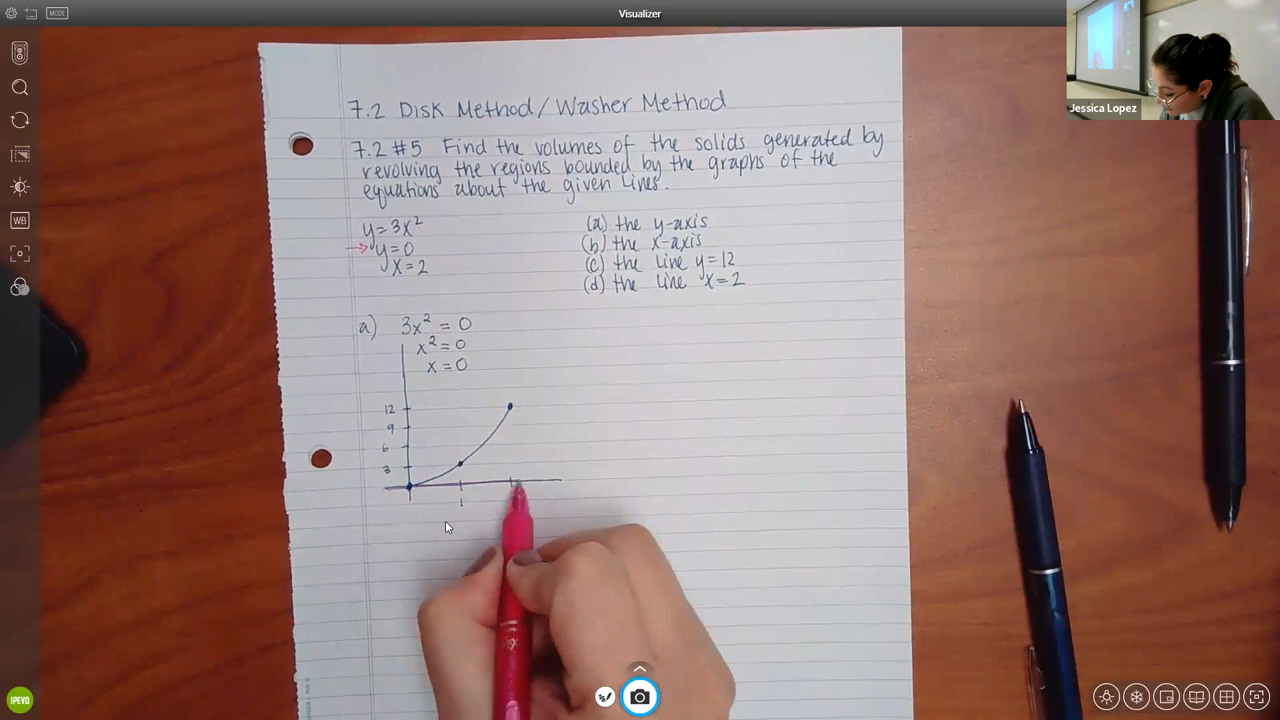 MODE
Visualizer
WB
Jessica Lopez
7.2 Disk Method/Washer Method
7.2 #5 Find the volumes of the solids generated by
revolving the regions bounded by the graphs of the
equations about the given lines.
y=3x²
→ y=0
x=2
(a) the y-axis
(b) the x-axis
(c) the line y=12
(d) the line x=2
a) 3x² = 0
x² = 0
x = 0
12
9
6
3
1
IPEVO